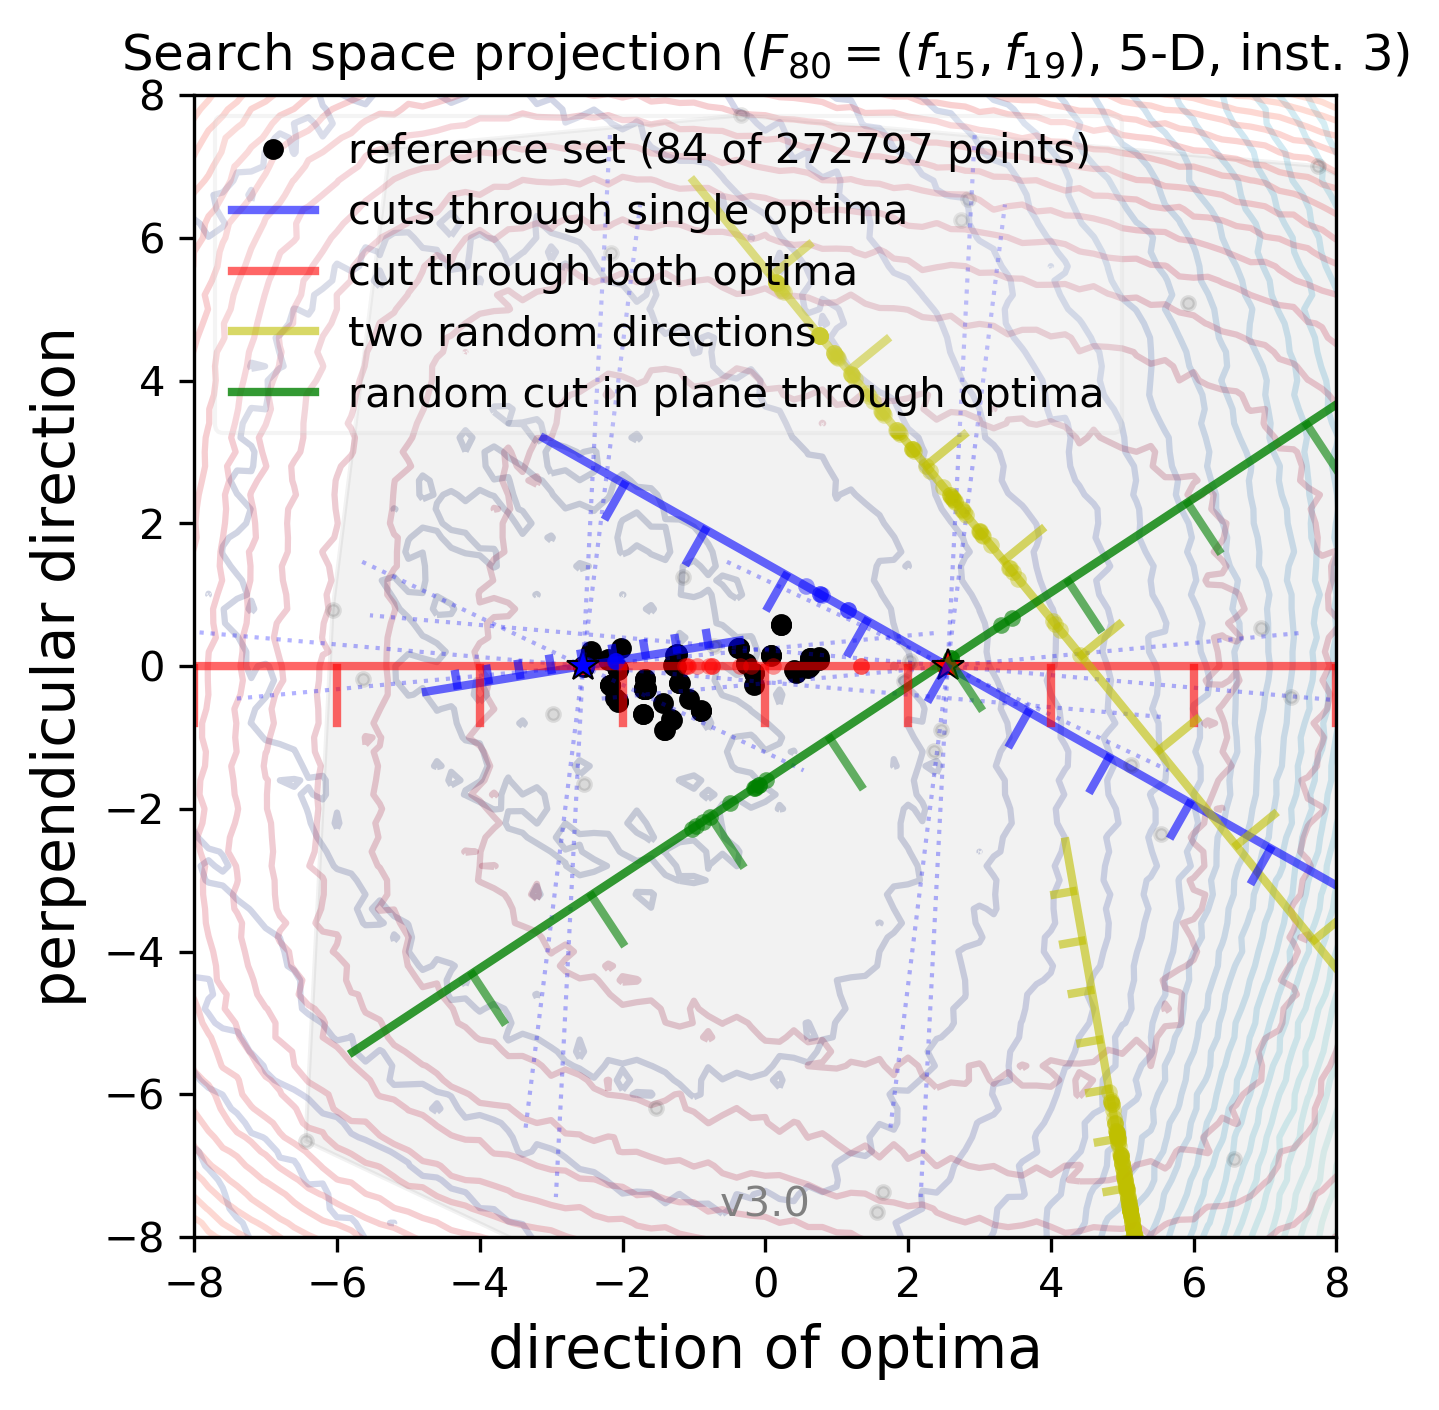 Search space projection (F80 = (f15, f19), 5-D, inst. 3)
reference set (84 of 272797 points)
cuts through single optima
cut through both optima
two random directions
random cut in plane through optima
perpendicular direction
8
6
4
2
0
−2
−4
−6
−8
v3.0
−8 −6 −4 −2 0 2 4 6 8
direction of optima